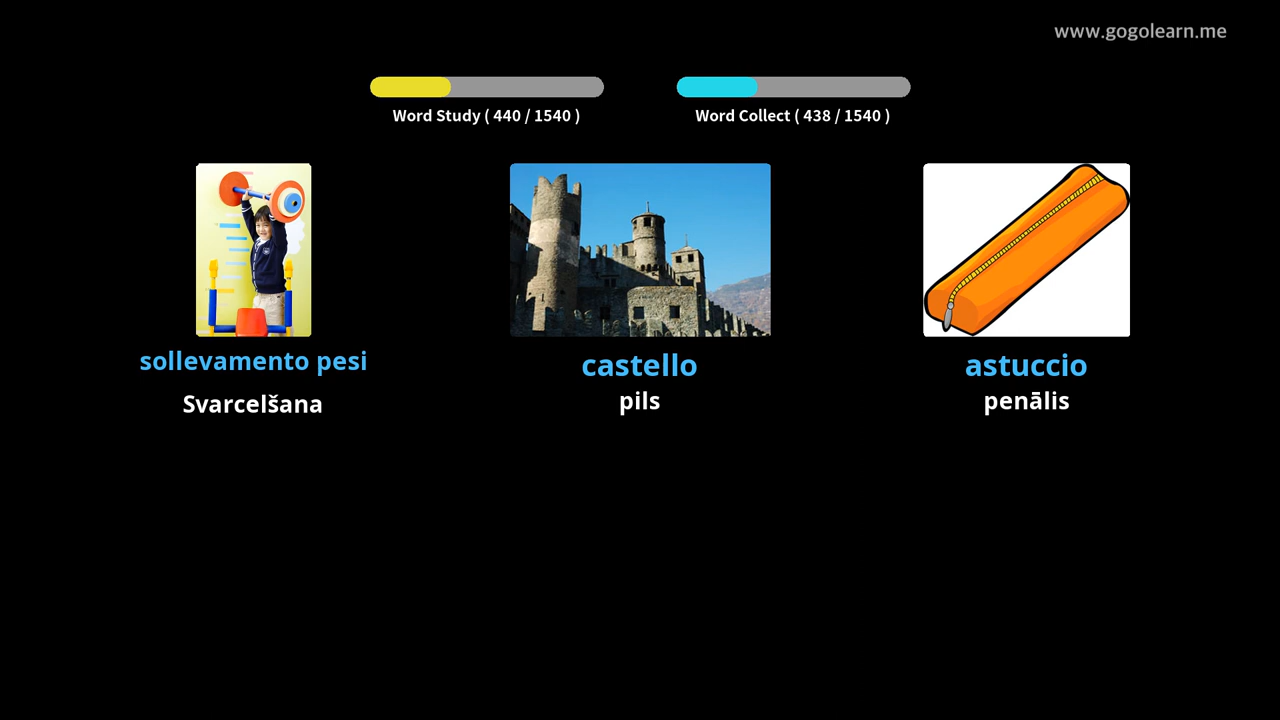 www.gogolearn.me
Word Study ( 440 / 1540 )
Word Collect ( 438 / 1540 )
sollevamento pesi
Svarcelšana
castello
pils
astuccio
penālis